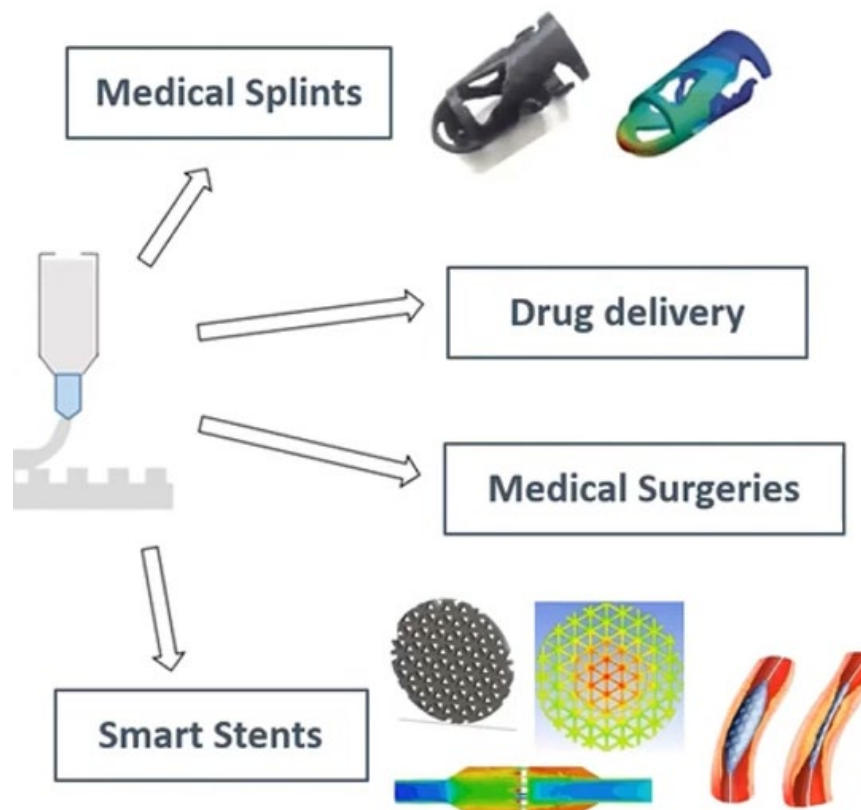 Medical Splints
Drug delivery
Medical Surgeries
Smart Stents